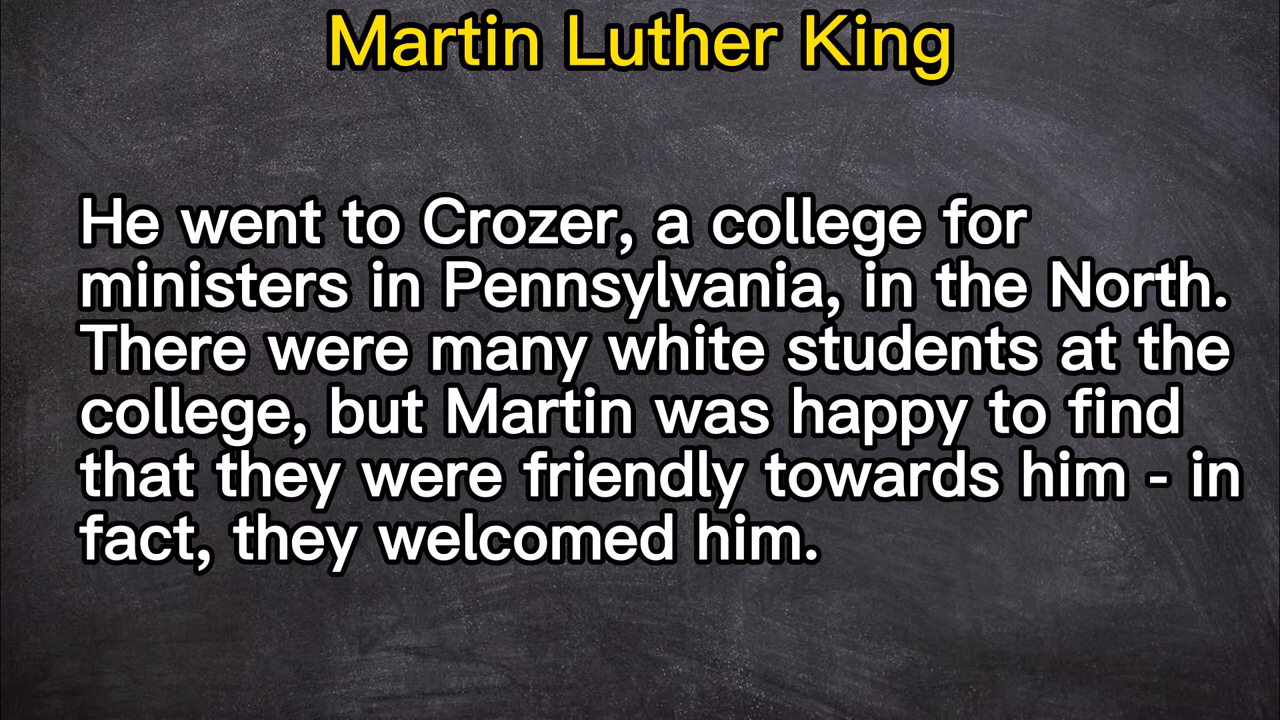 Martin Luther King
He went to Crozer, a college for
ministers in Pennsylvania, in the North.
There were many white students at the
college, but Martin was happy to find
that they were friendly towards him - in
fact, they welcomed him.